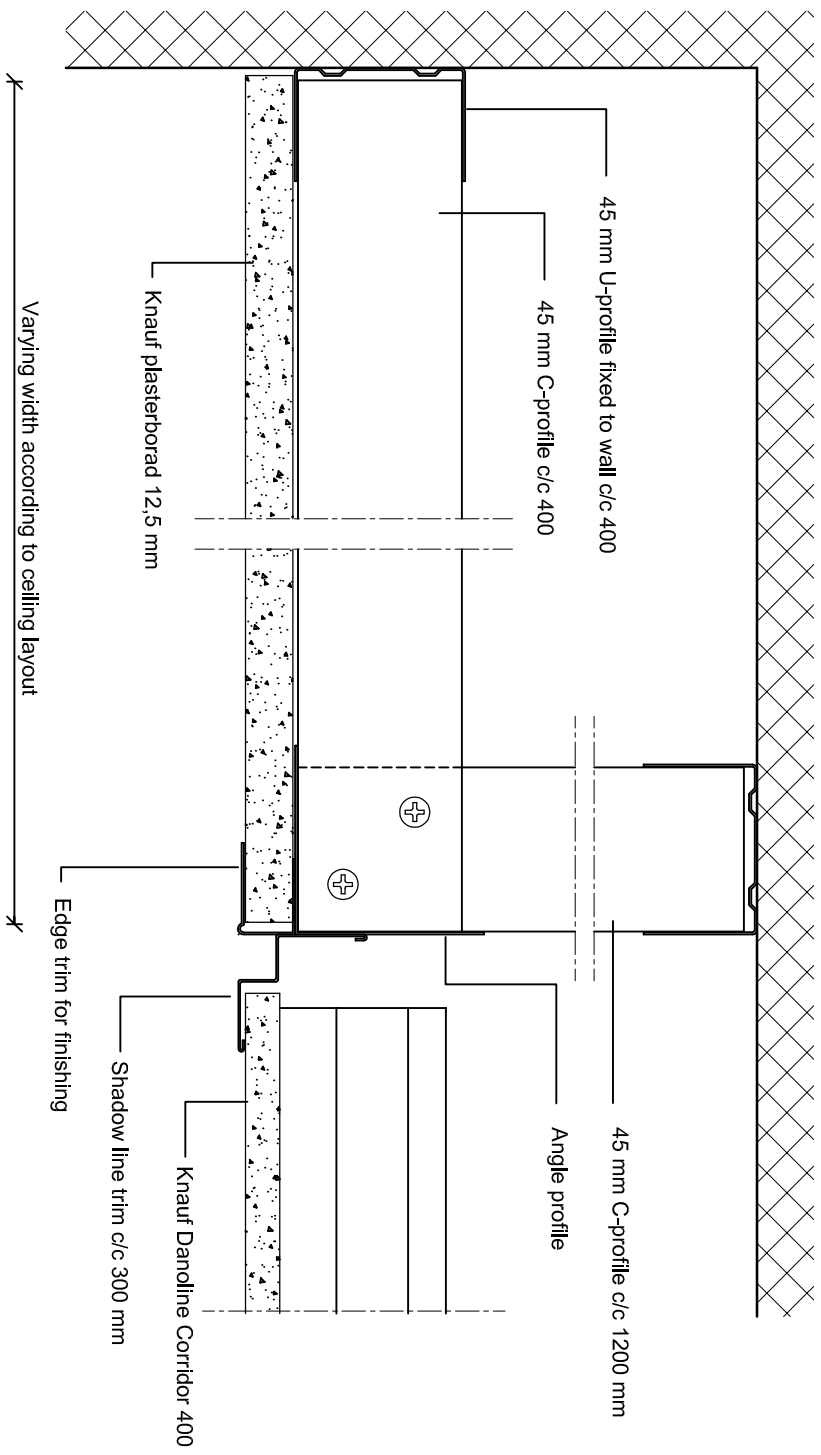 45 mm U-profile fixed to wall c/c 400
45 mm C-profile c/c 400
Knauf plasterborad 12,5 mm
Varying width according to ceiling layout
45 mm C-profile c/c 1200 mm
Angle profile
Knauf Danoline Corridor 400
Shadow line trim c/c 300 mm
Edge trim for finishing